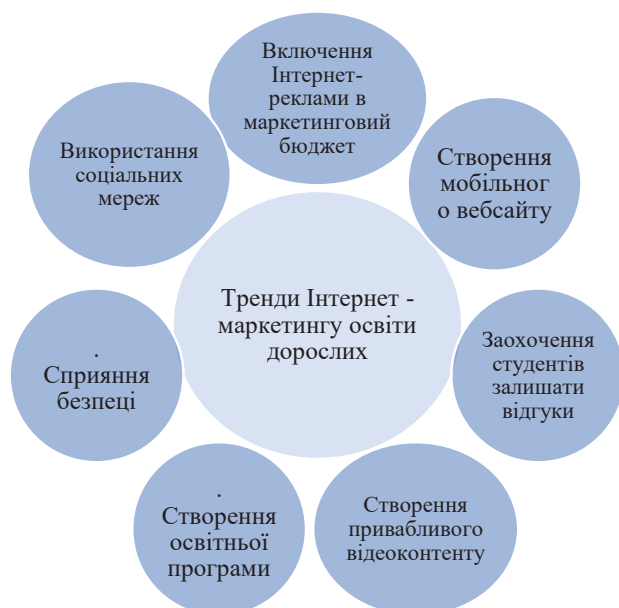 Включення
Інтернет-
реклами в
маркетинговий
бюджет
Створення
мобільног
о вебсайту
Заохочення
студентів
залишати
відгуки
Створення
привабливого
відеоконтенту
.
Створення
освітньої
програми
.
Сприяння
безпеці
Використання
соціальних
мереж
Тренди Інтернет -
маркетингу освіти
дорослих